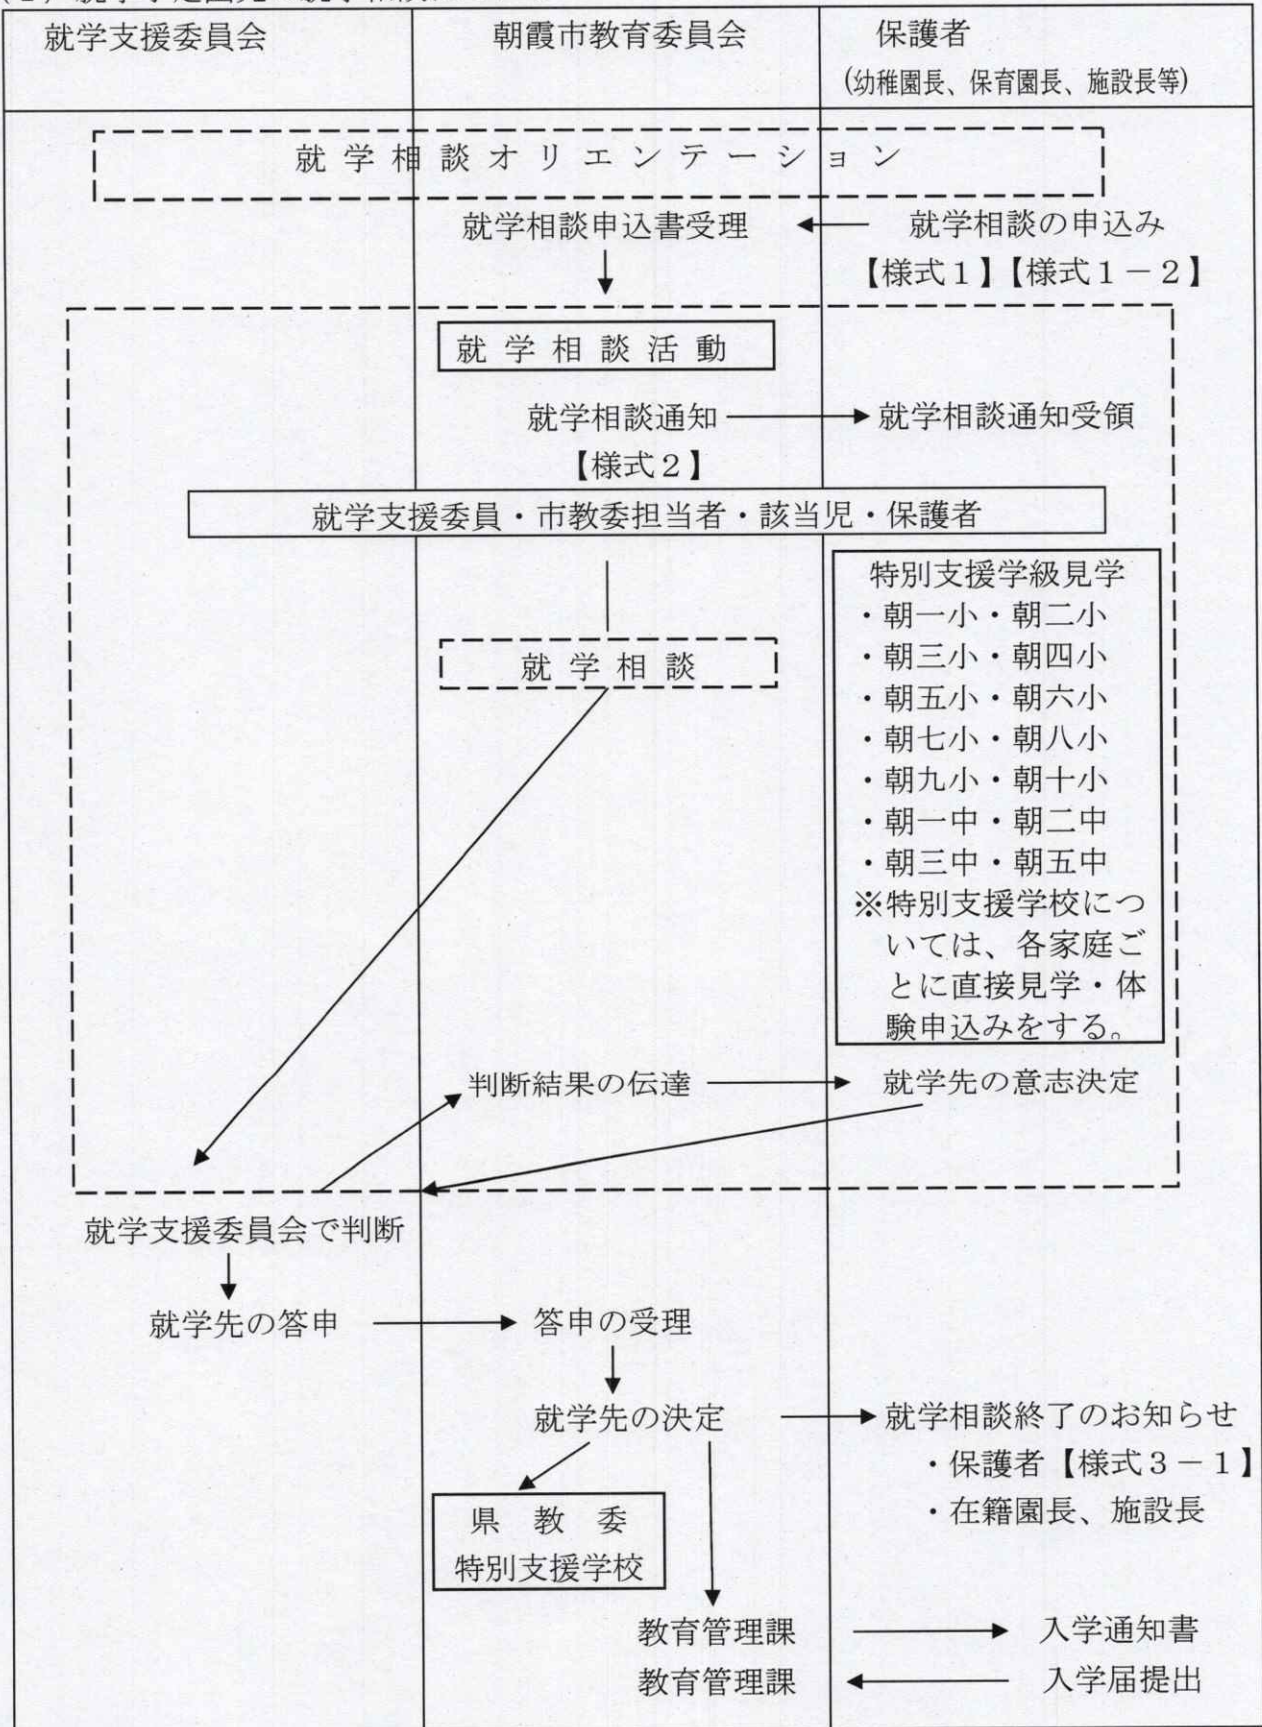 就学支援委員会
朝霞市教育委員会
保護者
(幼稚園長、保育園長、施設長等)
就学相談オリエンテーション
就学相談申込書受理
就学相談の申込み
【様式１】【様式１－２】
就学相談活動
就学相談通知
就学相談通知受領
【様式２】
就学支援委員・市教委担当者・該当児・保護者
特別支援学級見学
・朝一小・朝二小
・朝三小・朝四小
・朝五小・朝六小
・朝七小・朝八小
・朝九小・朝十小
・朝一中・朝二中
・朝三中・朝五中
※特別支援学校につ
いては、各家庭ご
とに直接見学・体
験申込みをする。
就学相談
判断結果の伝達
就学先の意志決定
就学支援委員会で判断
就学先の答申
答申の受理
就学先の決定
就学相談終了のお知らせ
・保護者【様式３－１】
・在籍園長、施設長
県教委
特別支援学校
教育管理課
入学通知書
教育管理課
入学届提出